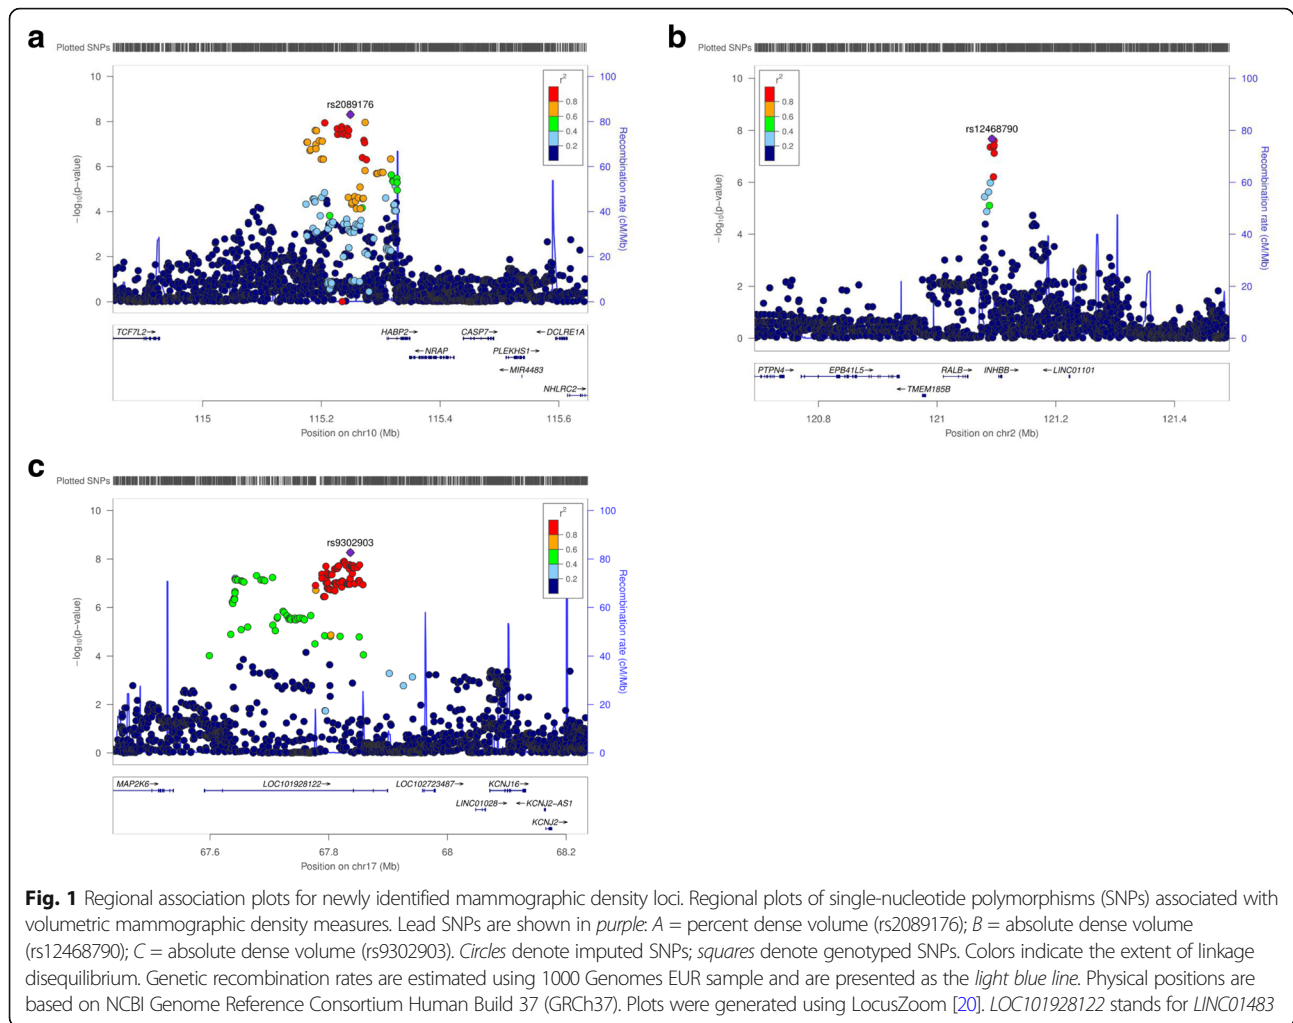 a
Plotted SNPs
10
8
6
4
2
0
−log10(p−value)
rs2089176
r2
0.8
0.6
0.4
0.2
100
80
60
40
20
0
Recombination rate (cM/Mb)
TCF7L2→
HABP2→
CASP7→
←DCLRE1A
←NRAP
PLEKHS1→
←MIR4483
NHLRC2→
115
115.2
115.4
115.6
Position on chr10 (Mb)
b
Plotted SNPs
10
8
6
4
2
0
−log10(p−value)
rs12468790
r2
0.8
0.6
0.4
0.2
100
80
60
40
20
0
Recombination rate (cM/Mb)
PTPN4→
EPB41L5→
RALB→
INHBB→
←LINC01101
←TMEM185B
120.8
121
121.2
121.4
Position on chr2 (Mb)
c
Plotted SNPs
10
8
6
4
2
0
−log10(p−value)
rs9302903
r2
0.8
0.6
0.4
0.2
100
80
60
40
20
0
Recombination rate (cM/Mb)
MAP2K6→
LOC101928122→
LOC102723487→
KCNJ16→
LINC01028→
←KCNJ2−AS1
KCNJ2→
67.6
67.8
68
68.2
Position on chr17 (Mb)
Fig. 1 Regional association plots for newly identified mammographic density loci. Regional plots of single-nucleotide polymorphisms (SNPs) associated with
volumetric mammographic density measures. Lead SNPs are shown in purple: A = percent dense volume (rs2089176); B = absolute dense volume
(rs12468790); C = absolute dense volume (rs9302903). Circles denote imputed SNPs; squares denote genotyped SNPs. Colors indicate the extent of linkage
disequilibrium. Genetic recombination rates are estimated using 1000 Genomes EUR sample and are presented as the light blue line. Physical positions are
based on NCBI Genome Reference Consortium Human Build 37 (GRCh37). Plots were generated using LocusZoom [20]. LOC101928122 stands for LINC01483